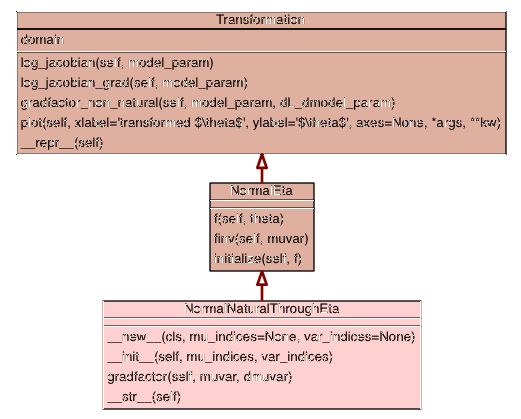 Transformation
domain
log_jacobian(self, model_param)
log_jacobian_grad(self, model_param)
gradfactor_non_natural(self, model_param, dL_dmodel_param)
plot(self, xlabel='transformed $\theta$', ylabel='$\theta$', axes=None, *args, **kw)
__repr__(self)
NormalEta
f(self, theta)
finv(self, muvar)
initialize(self, f)
NormalNaturalThroughEta
__new__(cls, mu_indices=None, var_indices=None)
__init__(self, mu_indices, var_indices)
gradfactor(self, muvar, dmuvar)
__str__(self)